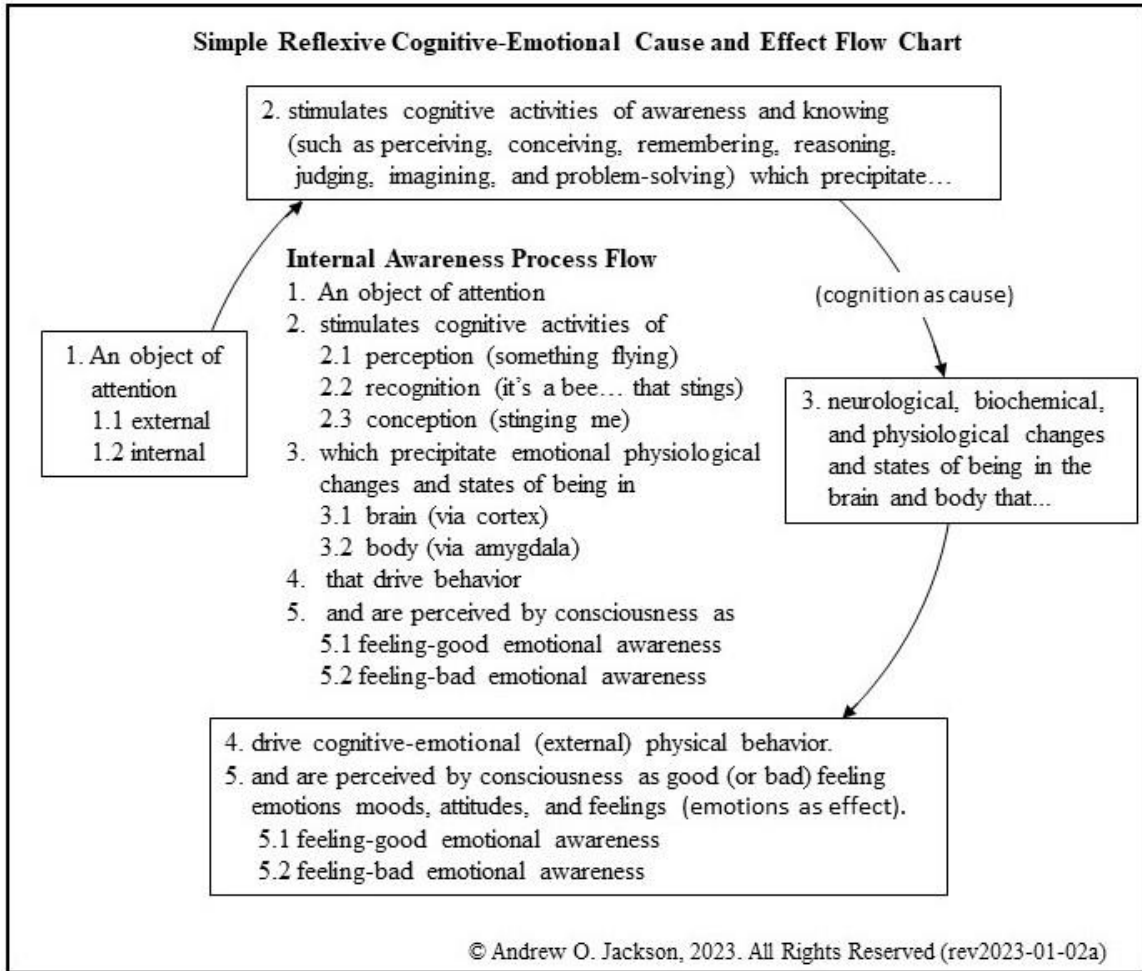 Simple Reflexive Cognitive-Emotional Cause and Effect Flow Chart
2. stimulates cognitive activities of awareness and knowing
(such as perceiving, conceiving, remembering, reasoning,
judging, imagining, and problem-solving) which precipitate…
Internal Awareness Process Flow
1. An object of attention
2. stimulates cognitive activities of
2.1 perception (something flying)
2.2 recognition (it's a bee… that stings)
2.3 conception (stinging me)
3. which precipitate emotional physiological
changes and states of being in
3.1 brain (via cortex)
3.2 body (via amygdala)
4. that drive behavior
5. and are perceived by consciousness as
5.1 feeling-good emotional awareness
5.2 feeling-bad emotional awareness
1. An object of
attention
1.1 external
1.2 internal
(cognition as cause)
3. neurological, biochemical,
and physiological changes
and states of being in the
brain and body that...
4. drive cognitive-emotional (external) physical behavior.
5. and are perceived by consciousness as good (or bad) feeling
emotions moods, attitudes, and feelings (emotions as effect).
5.1 feeling-good emotional awareness
5.2 feeling-bad emotional awareness
© Andrew O. Jackson, 2023. All Rights Reserved (rev2023-01-02a)